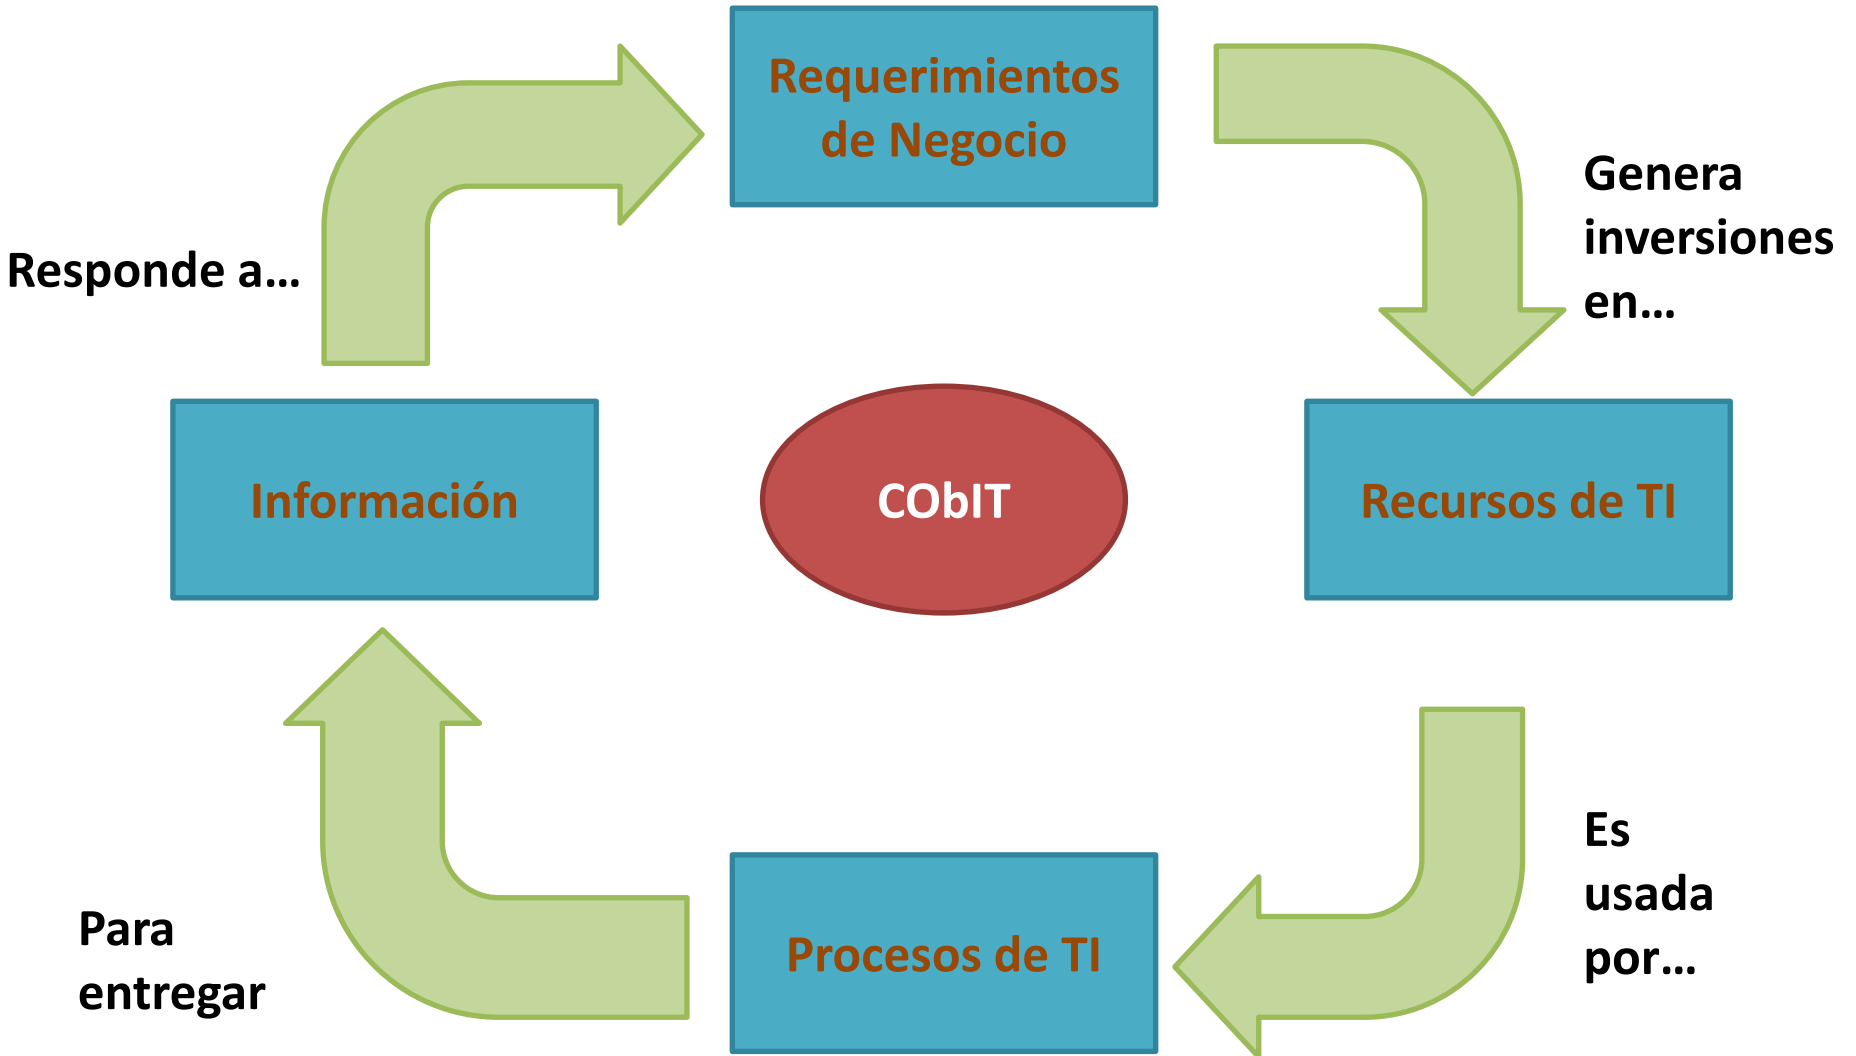 Requerimientos
de Negocio
Genera
inversiones
en...
Responde a...
Información
CObIT
Recursos de TI
Es
usada
por...
Procesos de TI
Para
entregar